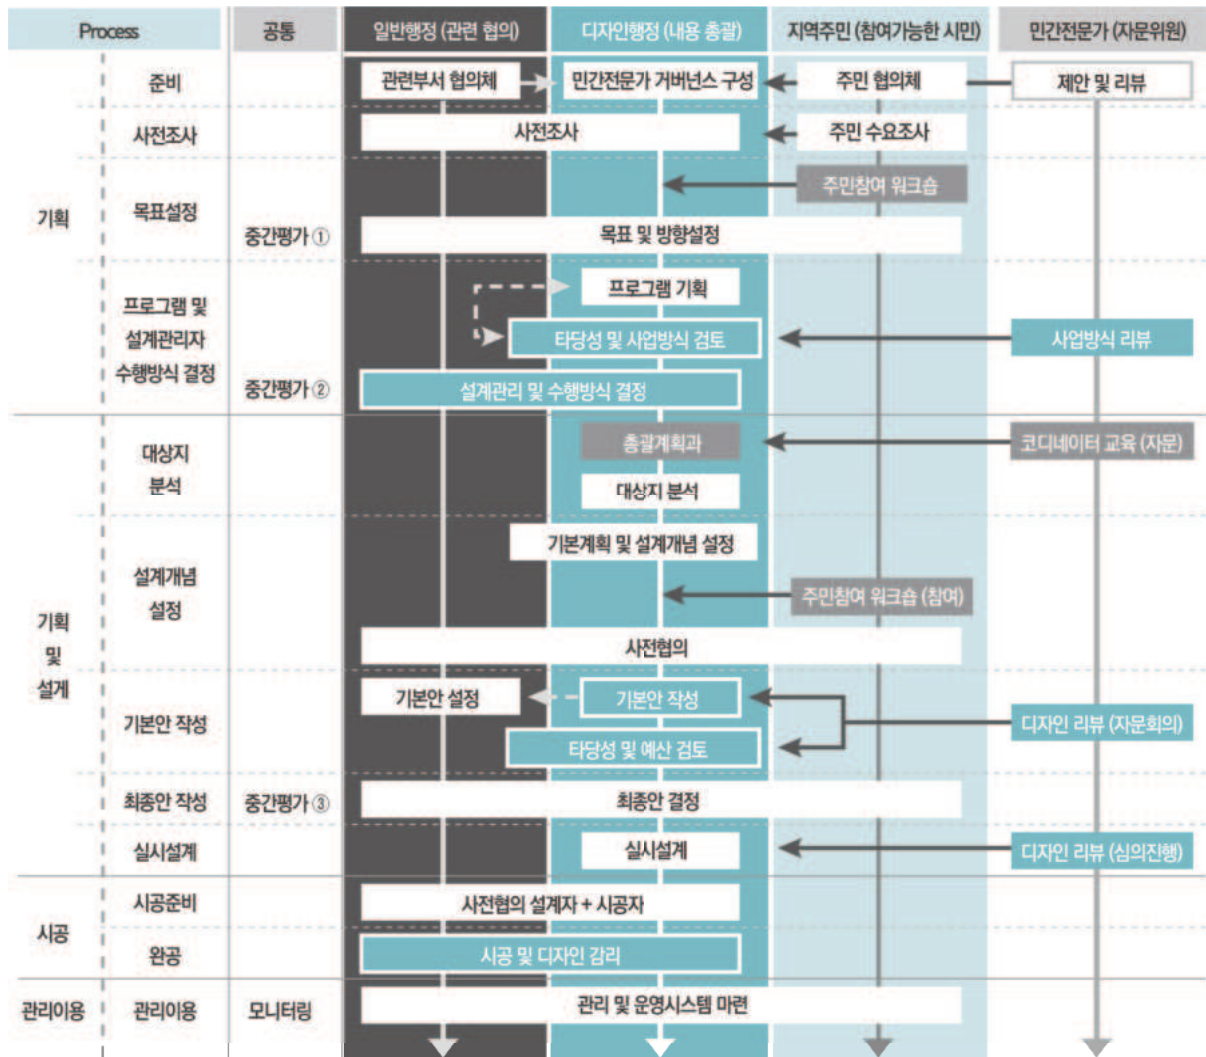 Process 공통 일반행정 (관련 협의) 디자인행정 (내용 총괄) 지역주민 (참여가능한 시민) 민간전문가 (자문위원)
준비 관련부서 협의체 민간전문가 거버넌스 구성 주민 협의체 제안 및 리뷰
사전조사 사전조사 주민 수요조사
주민참여 워크숍
기획 목표설정
중간평가 ① 목표 및 방향설정
프로그램 기획
프로그램 및
설계관리자 타당성 및 사업방식 검토 사업방식 리뷰
수행방식 결정
중간평가 ② 설계관리 및 수행방식 결정
총괄계획과 코디네이터 교육 (자문)
대상지
분석 대상지 분석
기본계획 및 설계개념 설정
설계개념
설정 주민참여 워크숍 (참여)
기획
및
설계
사전협의
기본안 설정 기본안 작성
기본안 작성 디자인 리뷰 (자문회의)
타당성 및 예산 검토
최종안 작성 중간평가 ③ 최종안 결정
실시설계 실시설계 디자인 리뷰 (심의진행)
시공준비 사전협의 설계자 + 시공자
시공
완공 시공 및 디자인 감리
관리이용 관리이용 모니터링 관리 및 운영시스템 마련